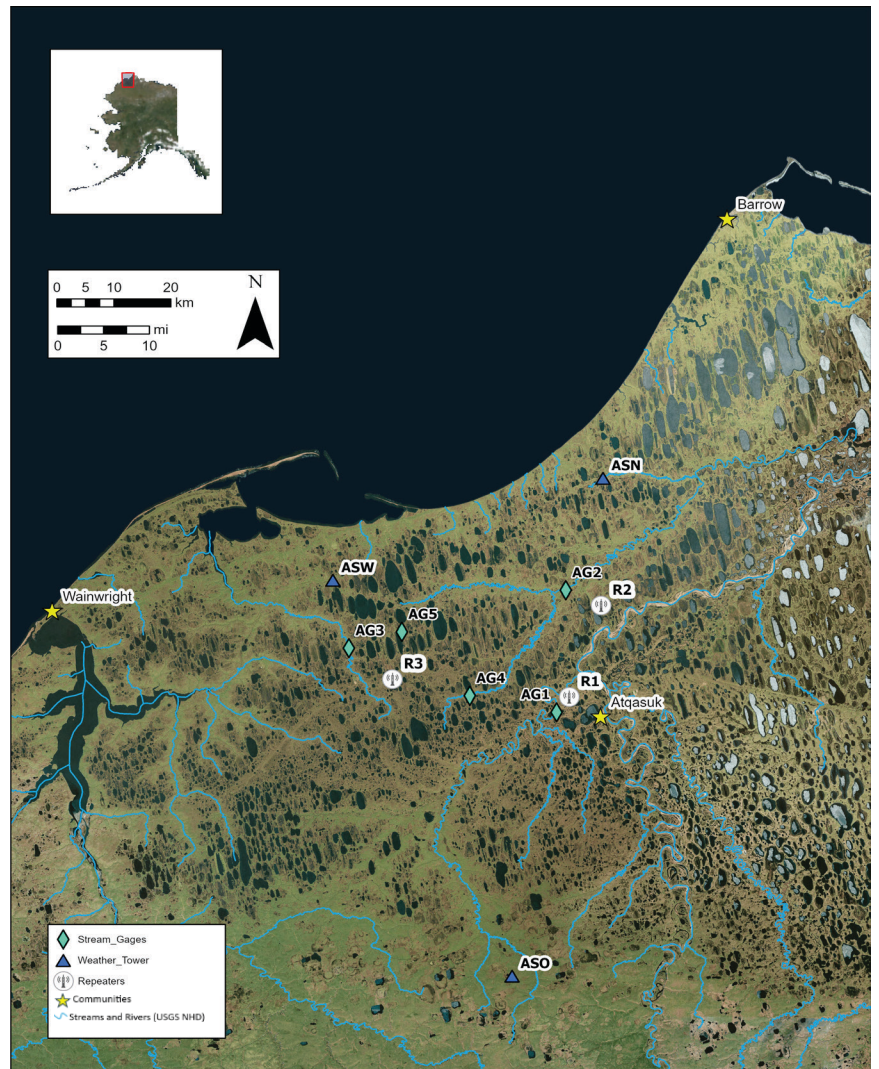 Barrow
0 5 10 20
km
N
mi
0 5 10
ASN
ASW
AG2
R2
Wainwright
AG5
AG3
R3
AG4
R1
AG1
Atqasuk
ASO
Stream_Gages
Weather_Tower
Repeaters
Communities
Streams and Rivers (USGS NHD)